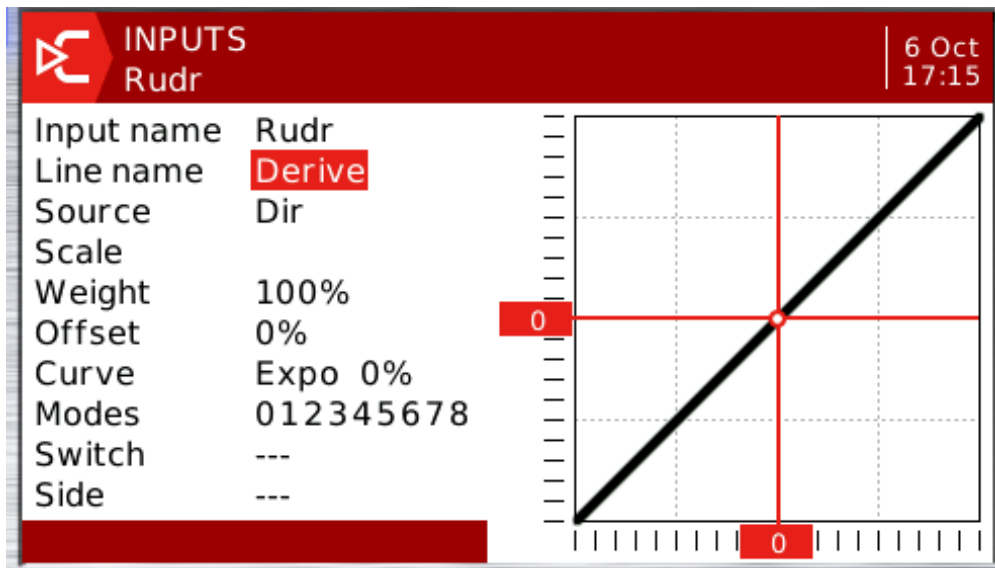 INPUTS
Rudr
6 Oct
17:15
Input name Rudr
Line name Derive
Source Dir
Scale
Weight 100%
Offset 0%
Curve Expo 0%
Modes 012345678
Switch ---
Side ---
0
0